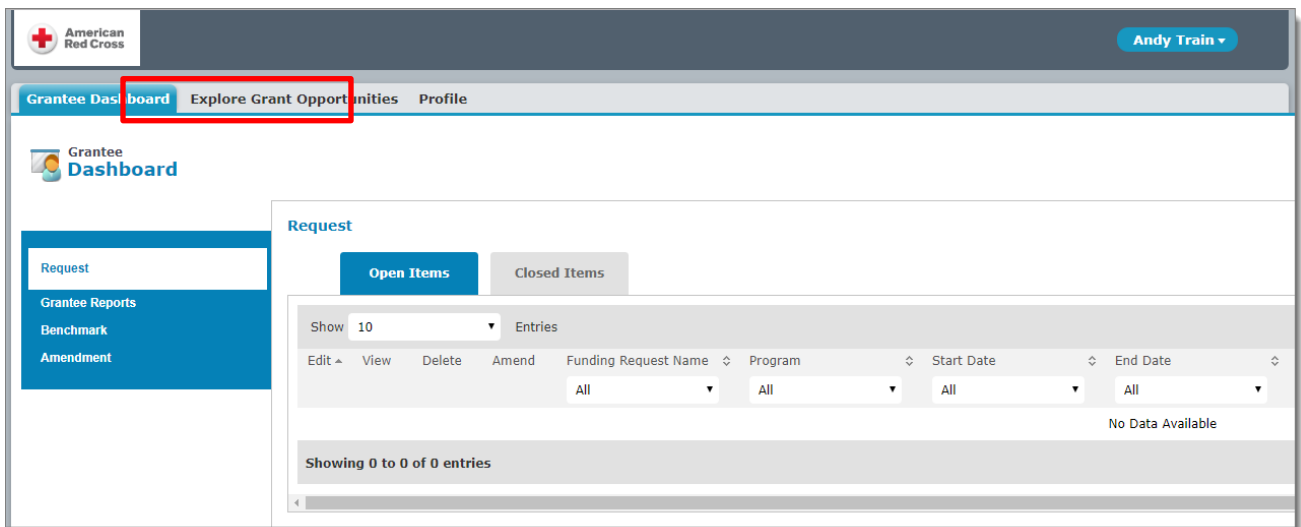 American
Red Cross
Andy Train
Grantee Dashboard Explore Grant Opportunities Profile
Grantee
Dashboard
Request
Open Items Closed Items
Request
Grantee Reports
Benchmark
Amendment
Show 10 Entries
Edit View Delete Amend Funding Request Name Program Start Date End Date
All All All All
No Data Available
Showing 0 to 0 of 0 entries